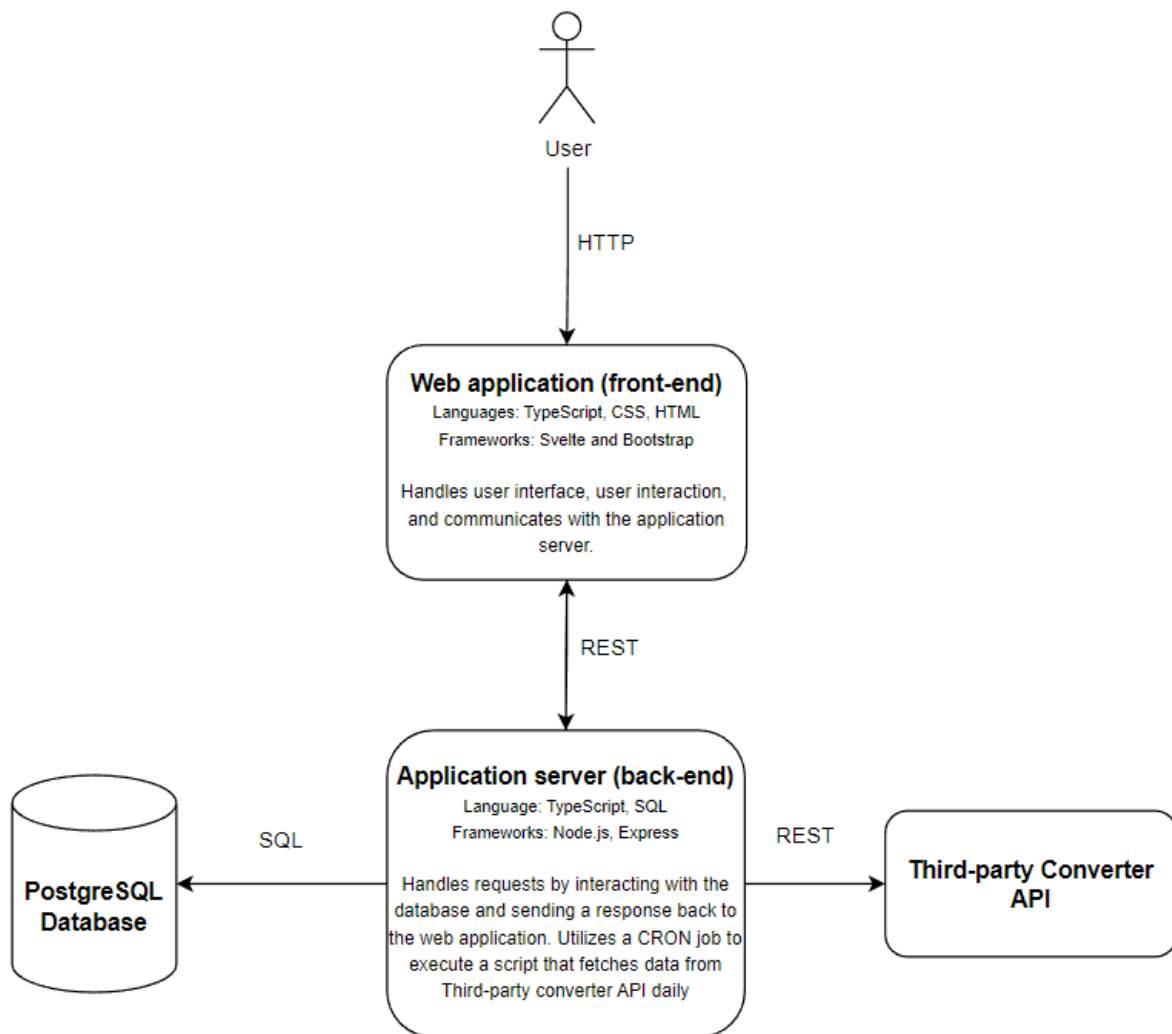 User
HTTP
Web application (front-end)
Languages: TypeScript, CSS, HTML
Frameworks: Svelte and Bootstrap
Handles user interface, user interaction,
and communicates with the application
server.
REST
Application server (back-end)
Language: TypeScript, SQL
Frameworks: Node.js, Express
Handles requests by interacting with the
database and sending a response back to
the web application. Utilizes a CRON job to
execute a script that fetches data from
Third-party converter API daily
SQL
PostgreSQL
Database
REST
Third-party Converter
API